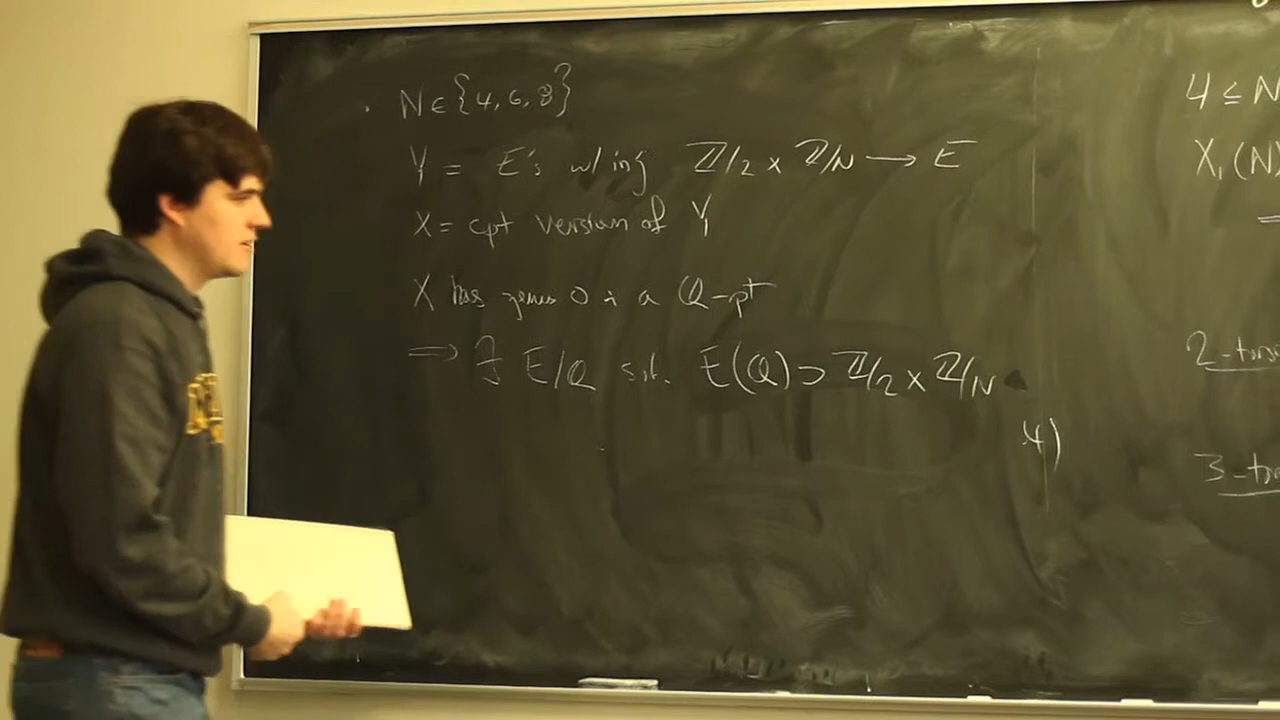 · N ∈ {4, 6, 8}
Y = E's w/ inj ℤ/2 × ℤ/N ⟶ E
X = cpt version of Y
X has genus 0 + a Q-pt
⟹ ∃ E/Q s.t. E(Q) ⊃ ℤ/2 × ℤ/N
4)
4 ≤ N
X₁(N)
⟹
2-torsi
3-tor